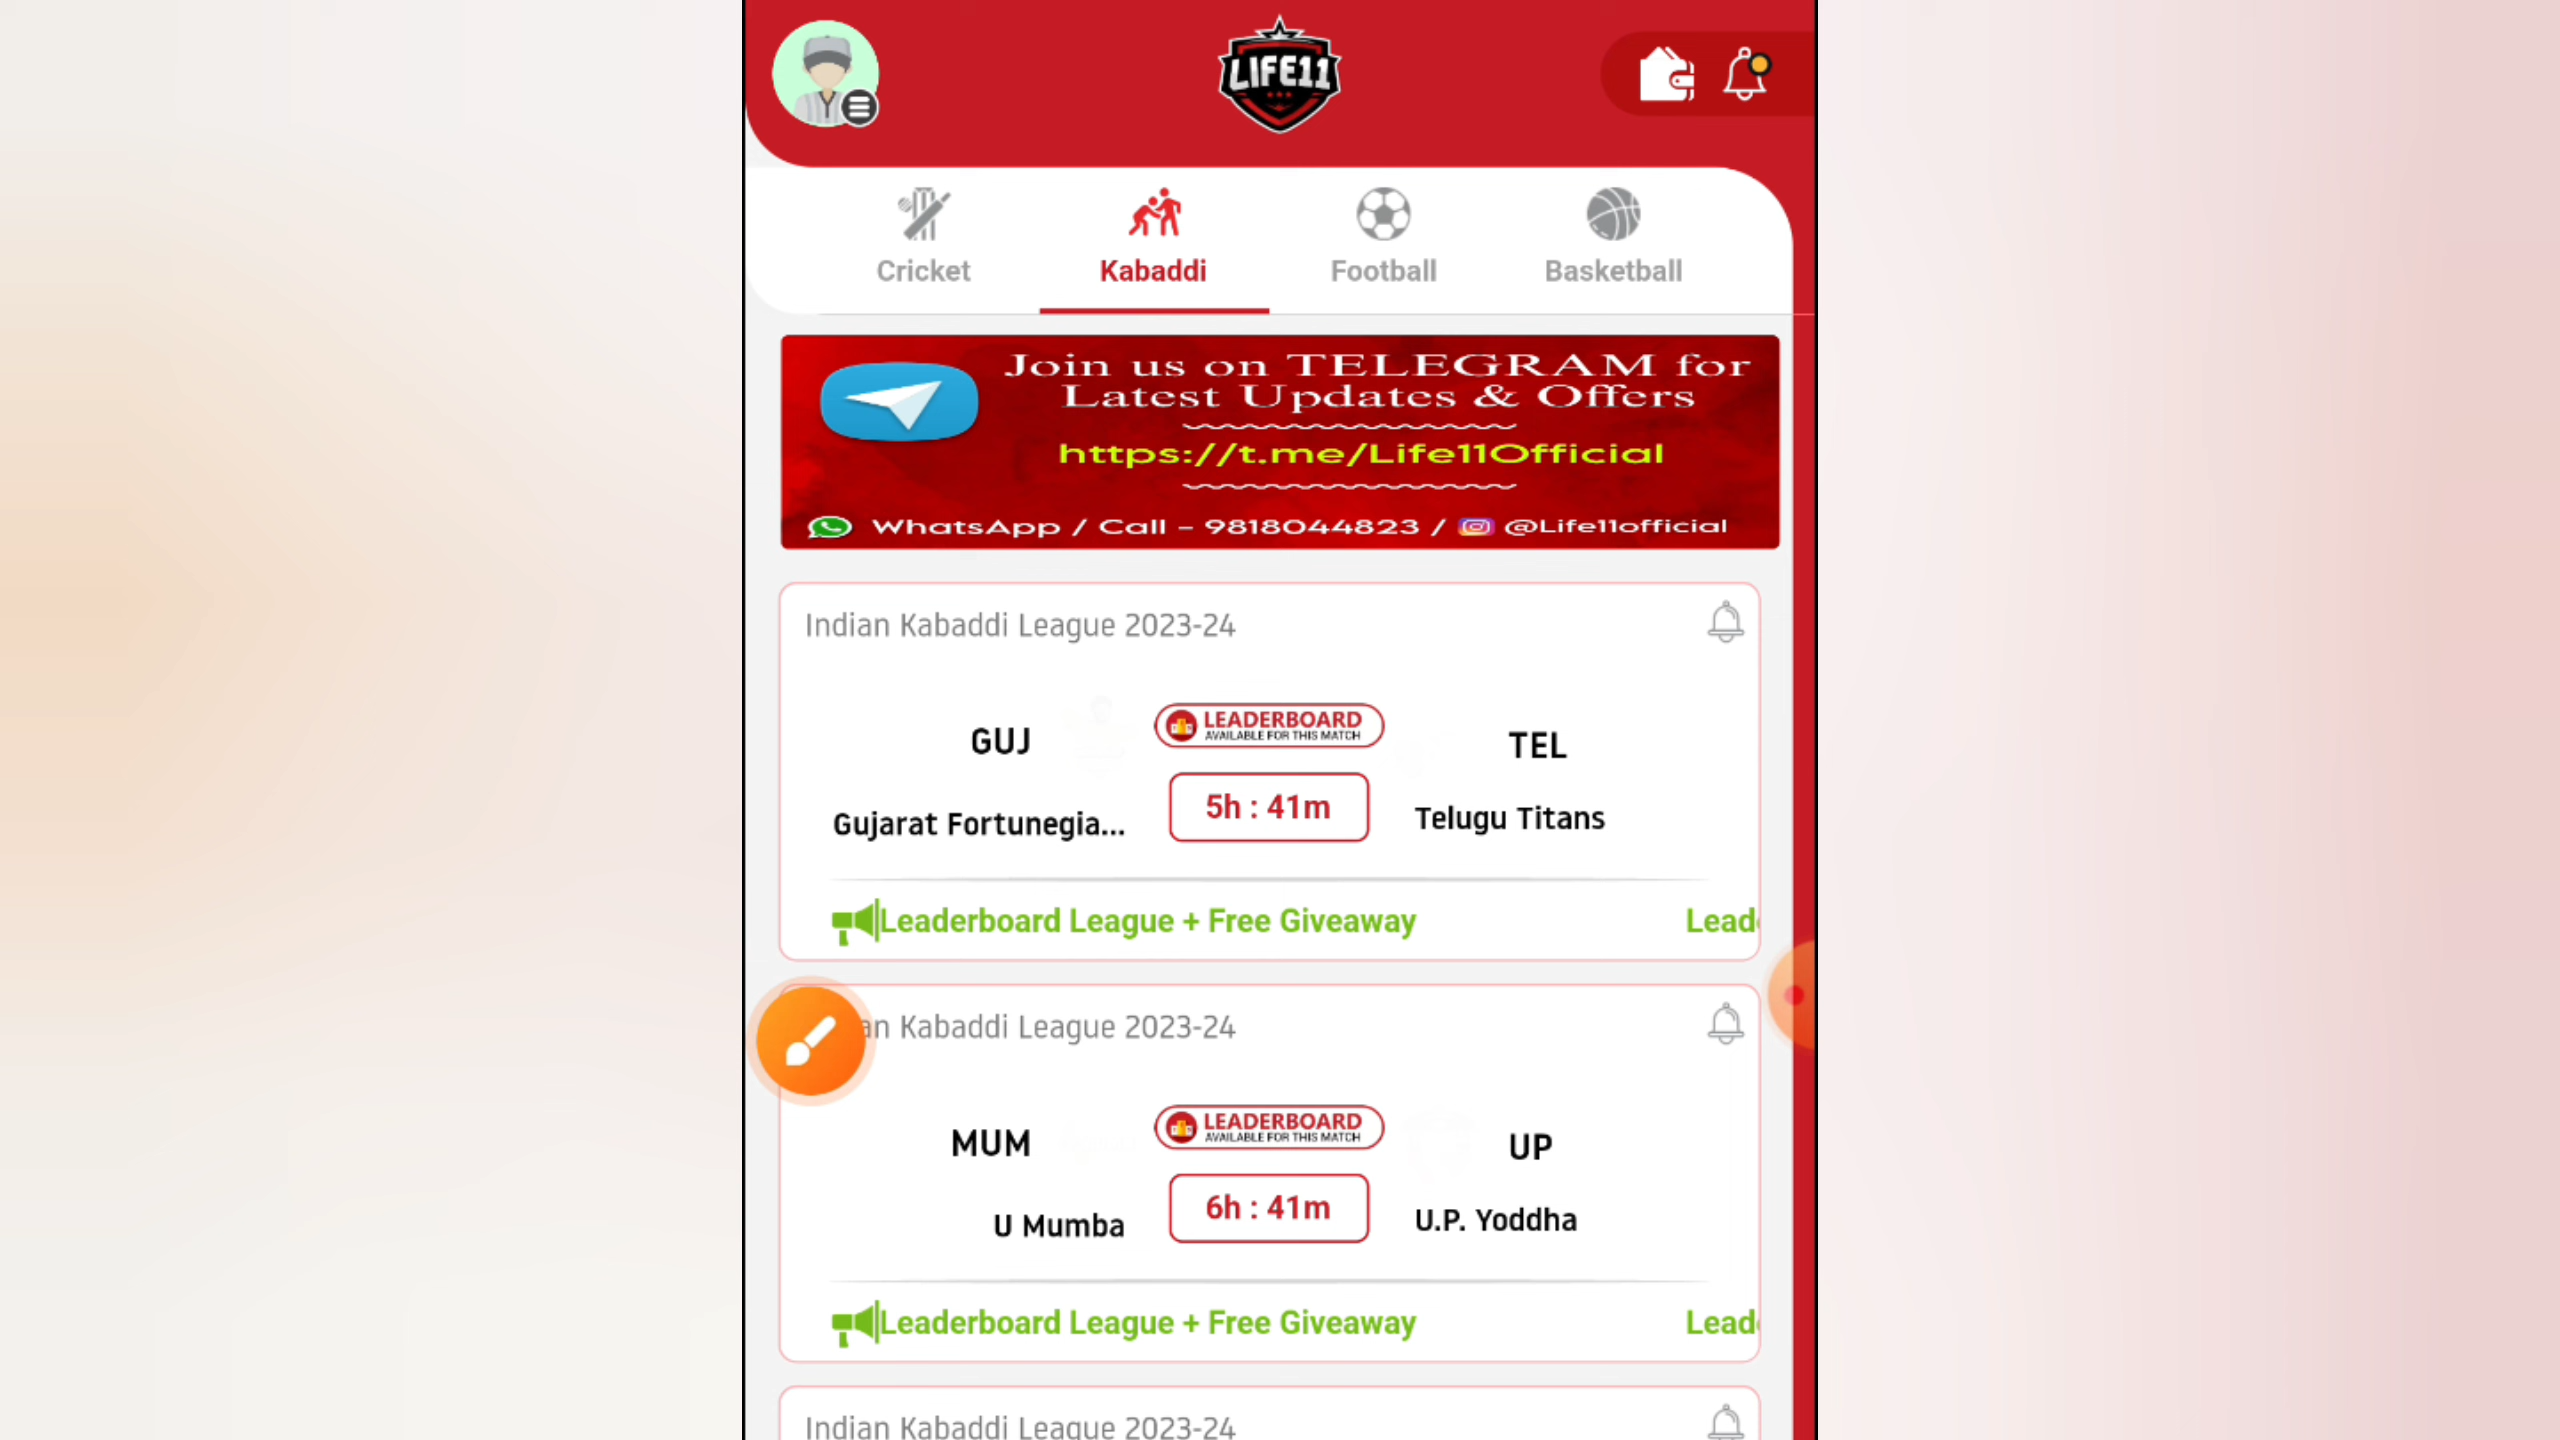 LIFE11
Cricket
Kabaddi
Football
Basketball
Join us on TELEGRAM for
Latest Updates & Offers
https://t.me/Life11Official
WhatsApp / Call - 9818044823 / @Life11official
Indian Kabaddi League 2023-24
LEADERBOARD
AVAILABLE FOR THIS MATCH
GUJ
TEL
5h : 41m
Gujarat Fortunegia...
Telugu Titans
Leaderboard League + Free Giveaway
Lead
an Kabaddi League 2023-24
LEADERBOARD
AVAILABLE FOR THIS MATCH
MUM
UP
6h : 41m
U Mumba
U.P. Yoddha
Leaderboard League + Free Giveaway
Lead
Indian Kabaddi League 2023-24